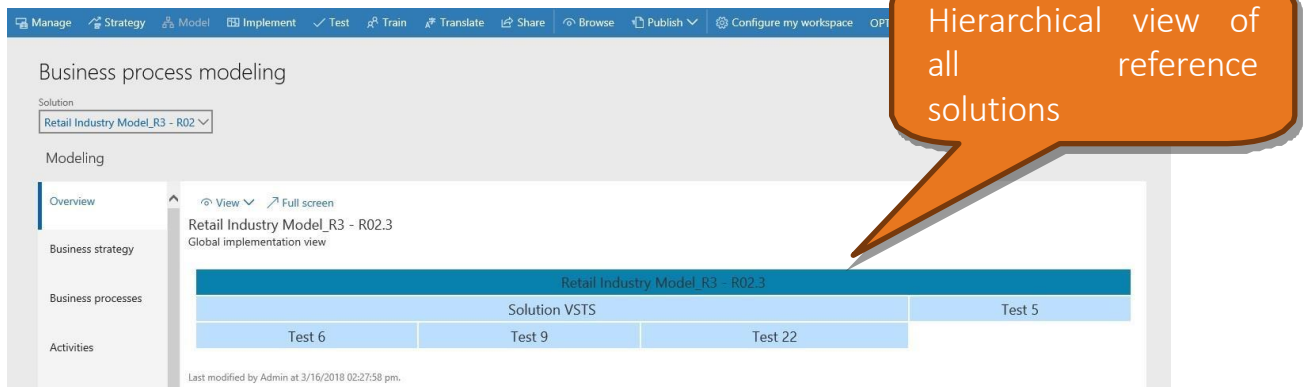 Manage Strategy Model Implement Test Train Translate Share Browse Publish Configure my workspace OPT
Hierarchical view of
all reference
solutions
Business process modeling
Solution
Retail Industry Model_R3 - R02
Modeling
Overview
View Full screen
Retail Industry Model_R3 - R02.3
Global implementation view
Business strategy
Retail Industry Model_R3 - R02.3
Business processes
Solution VSTS Test 5
Test 6 Test 9 Test 22
Activities
Last modified by Admin at 3/16/2018 02:27:58 pm.